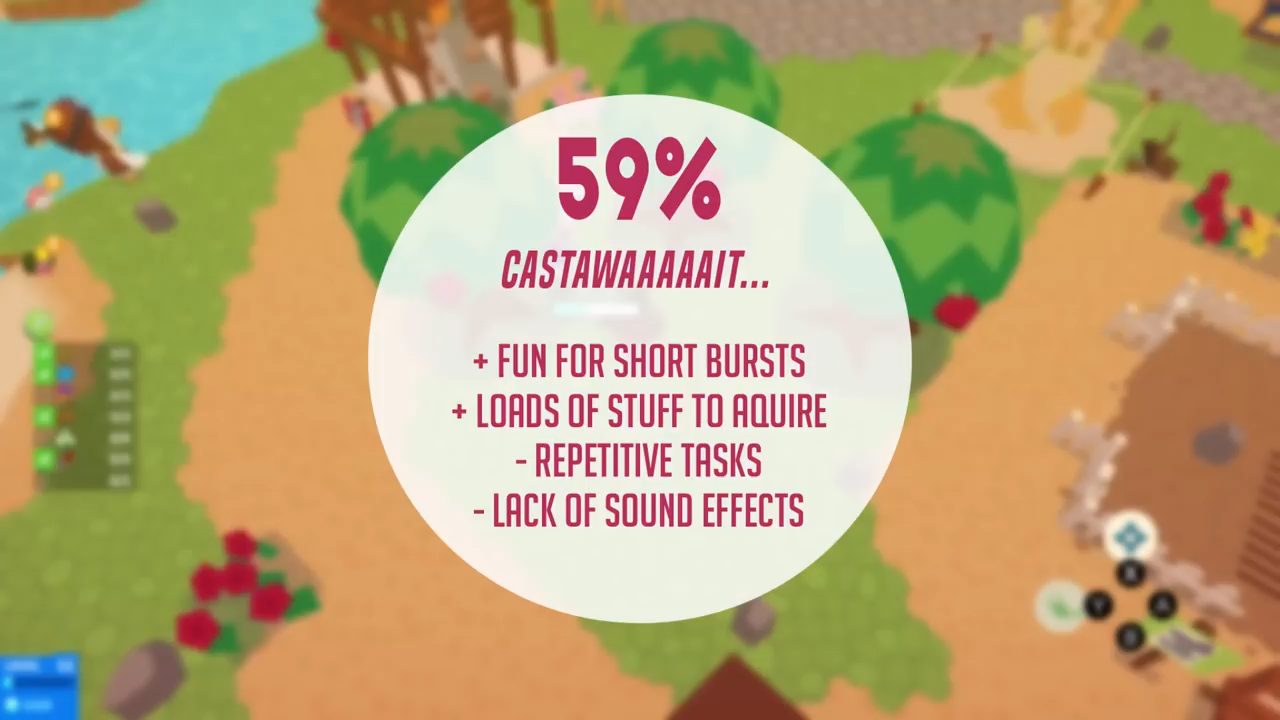 59%
CASTAWAAAAAIT...
+ FUN FOR SHORT BURSTS
+ LOADS OF STUFF TO AQUIRE
- REPETITIVE TASKS
- LACK OF SOUND EFFECTS
X
Y A
B